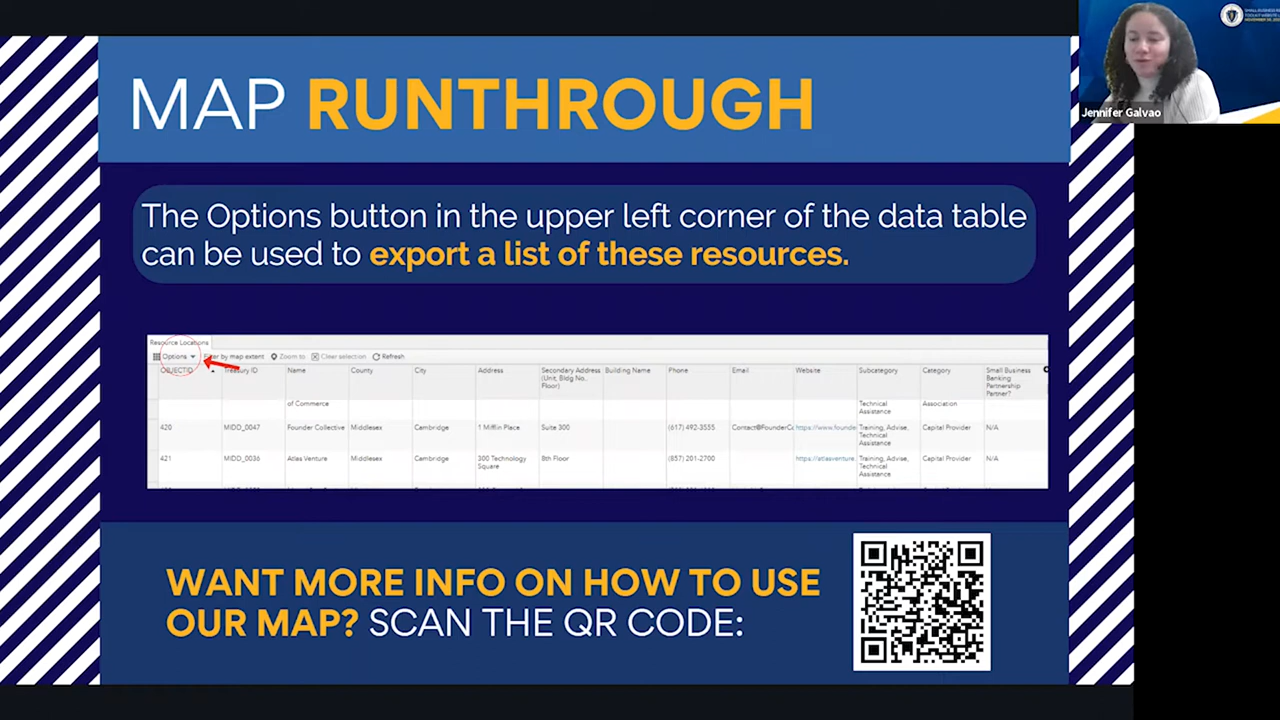 MAP RUNTHROUGH
Jennifer Galvao
The Options button in the upper left corner of the data table
can be used to export a list of these resources.
Resource Locations
Options Filter by map extent Zoom to Clear selection Refresh
OBJECTID Treasury ID Name County City Address Secondary Address (Unit, Bldg No., Floor) Building Name Phone Email Website Subcategory Category Small Business Banking Partnership Partner?
of Commerce Technical Assistance Association
420 MIDD_0047 Founder Collective Middlesex Cambridge 1 Mifflin Place Suite 300 (617) 492-3555 Contact@FounderCo https://www.founde Training, Advise, Technical Assistance Capital Provider N/A
421 MIDD_0036 Atlas Venture Middlesex Cambridge 300 Technology Square 8th Floor (857) 201-2700 https://atlasventure. Training, Advise, Technical Assistance Capital Provider N/A
WANT MORE INFO ON HOW TO USE
OUR MAP? SCAN THE QR CODE: